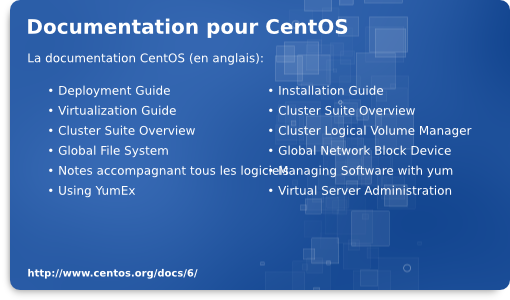 Documentation pour CentOS
La documentation CentOS (en anglais):
• Deployment Guide
• Virtualization Guide
• Cluster Suite Overview
• Global File System
• Notes accompagnant tous les logiciels
• Using YumEx
• Installation Guide
• Cluster Suite Overview
• Cluster Logical Volume Manager
• Global Network Block Device
• Managing Software with yum
• Virtual Server Administration
http://www.centos.org/docs/6/